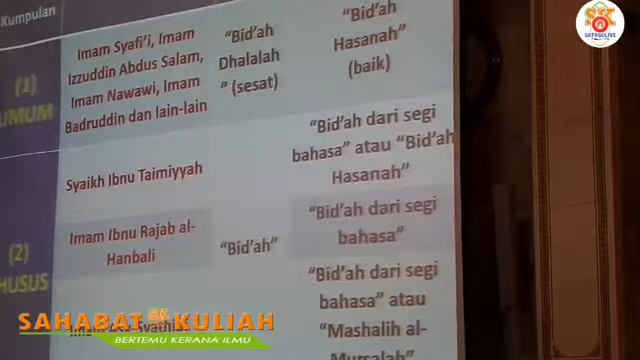 Kumpulan
(1)
UMUM
Imam Syafi'i, Imam
Izzuddin Abdus Salam,
Imam Nawawi, Imam
Badruddin dan lain-lain
"Bid'ah
Dhalalah
" (sesat)
"Bid'ah
Hasanah"
(baik)
Syaikh Ibnu Taimiyyah
"Bid'ah dari segi
bahasa" atau "Bid'ah
Hasanah"
(2)
HUSUS
Imam Ibnu Rajab al-
Hanbali
"Bid'ah"
"Bid'ah dari segi
bahasa"
"Bid'ah dari segi
bahasa" atau
"Mashalih al-
Mursalah"
SAHABAT SK KULIAH
BERTEMU KERANA ILMU
SK